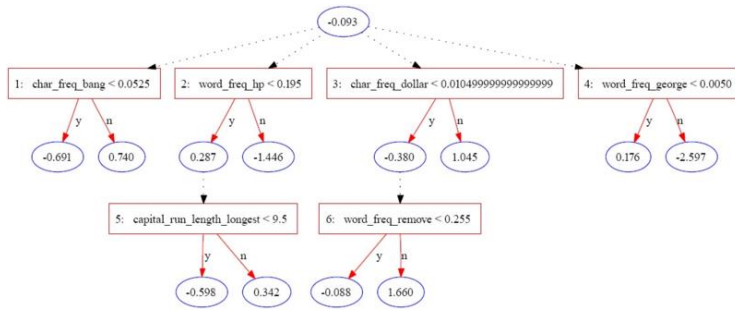 -0.093
1: char_freq_bang < 0.0525
2: word_freq_hp < 0.195
3: char_freq_dollar < 0.010499999999999999
4: word_freq_george < 0.0050
y n y n y n y n
-0.691 0.740 0.287 -1.446 -0.380 1.045 0.176 -2.597
5: capital_run_length_longest < 9.5
6: word_freq_remove < 0.255
y n y n
-0.598 0.342 -0.088 1.660